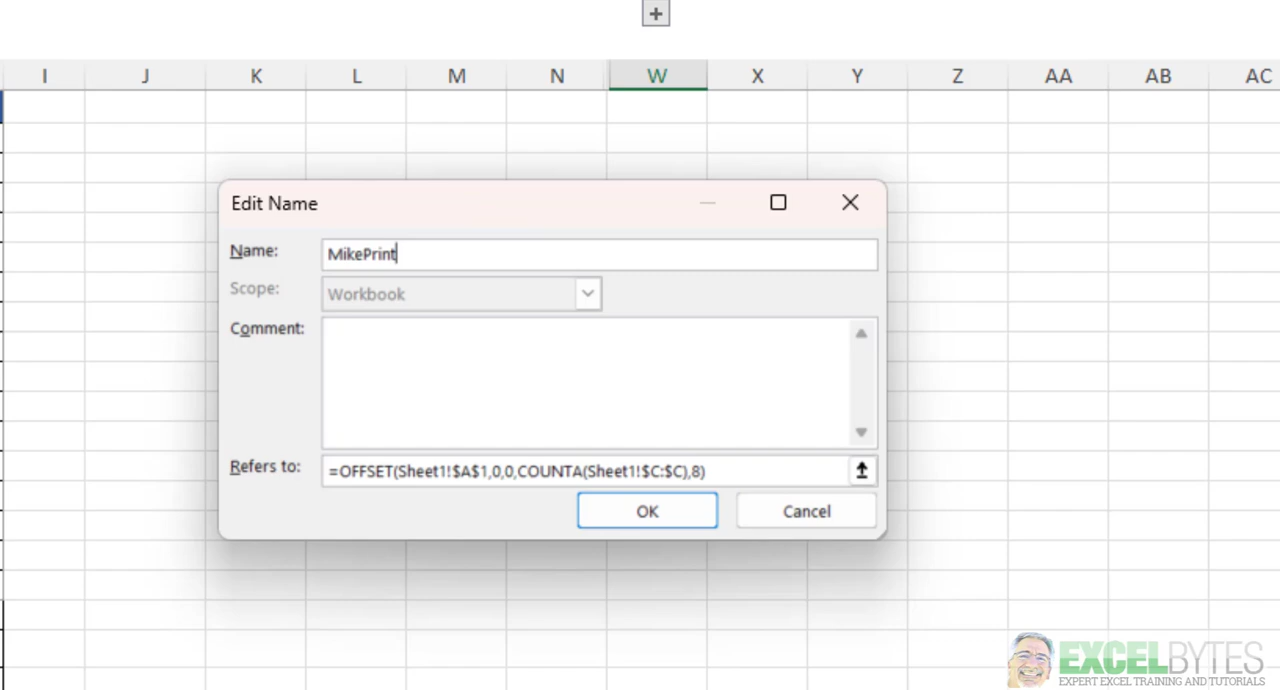 I J K L M N W X Y Z AA AB AC
Edit Name
Name: MikePrint
Scope: Workbook
Comment:
Refers to: =OFFSET(Sheet1!$A$1,0,0,COUNTA(Sheet1!$C:$C),8)
OK Cancel
EXCELBYTES
EXPERT EXCEL TRAINING AND TUTORIALS